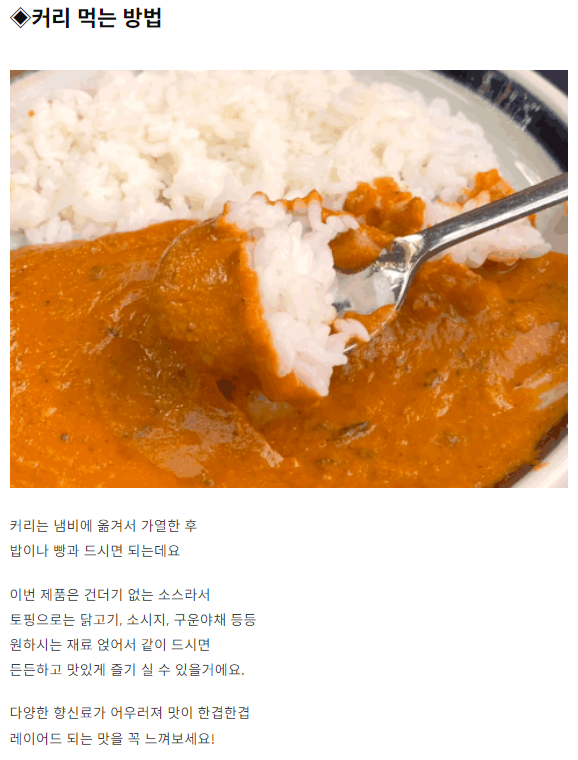 ◈커리 먹는 방법
커리는 냄비에 옮겨서 가열한 후
밥이나 빵과 드시면 되는데요
이번 제품은 건더기 없는 소스라서
토핑으로는 닭고기, 소시지, 구운야채 등등
원하시는 재료 얹어서 같이 드시면
든든하고 맛있게 즐기 실 수 있을거에요.
다양한 향신료가 어우러져 맛이 한겹한겹
레이어드 되는 맛을 꼭 느껴보세요!